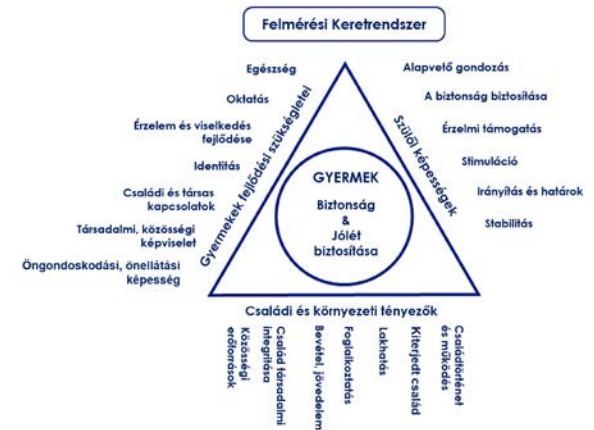 Felmérési Keretrendszer
Egészség
Oktatás
Érzelem és viselkedés
fejlődése
Identitás
Családi és társas
kapcsolatok
Társadalmi, közösségi
képviselet
Öngondoskodási, önellátási
képesség
Gyermekek fejlődési szükségletei
GYERMEK
Biztonság
&
Jólét
biztosítása
Szülői képességek
Alapvető gondozás
A biztonság biztosítása
Érzelmi támogatás
Stimuláció
Irányítás és határok
Stabilitás
Családi és környezeti tényezők
Közösségi
erőforrások
Család társadalmi
integritása
Bevétel, jövedelem
Foglalkoztatás
Lakhatás
Kiterjedt család
Családtörténet
és működés